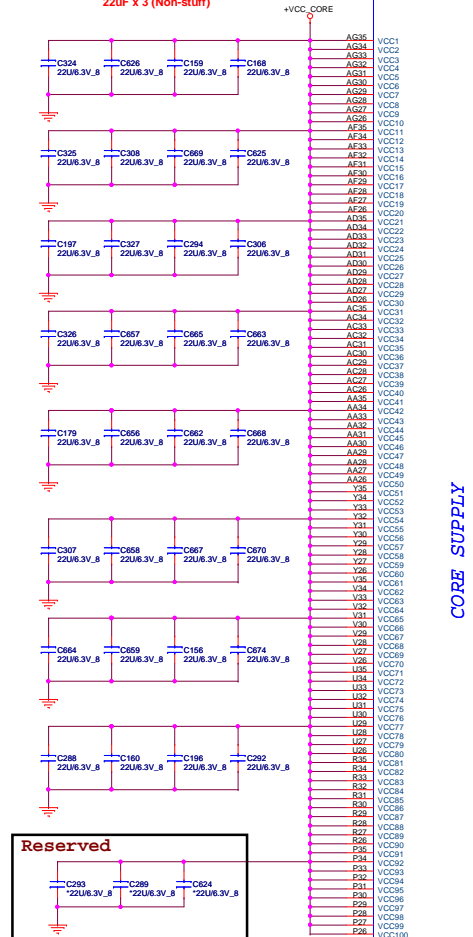 22uF x 3 (Non-stuff)
+VCC_CORE
C324 C626 C159 C168
22U/6.3V_8 22U/6.3V_8 22U/6.3V_8 22U/6.3V_8
C325 C308 C669 C625
22U/6.3V_8 22U/6.3V_8 22U/6.3V_8 22U/6.3V_8
C197 C327 C294 C306
22U/6.3V_8 22U/6.3V_8 22U/6.3V_8 22U/6.3V_8
C326 C657 C665 C663
22U/6.3V_8 22U/6.3V_8 22U/6.3V_8 22U/6.3V_8
C179 C656 C662 C668
22U/6.3V_8 22U/6.3V_8 22U/6.3V_8 22U/6.3V_8
C307 C658 C667 C670
22U/6.3V_8 22U/6.3V_8 22U/6.3V_8 22U/6.3V_8
C664 C659 C156 C674
22U/6.3V_8 22U/6.3V_8 22U/6.3V_8 22U/6.3V_8
C288 C160 C196 C292
22U/6.3V_8 22U/6.3V_8 22U/6.3V_8 22U/6.3V_8
Reserved
C293 C289 C624
*22U/6.3V_8 *22U/6.3V_8 *22U/6.3V_8
AG35 VCC1
AG34 VCC2
AG33 VCC3
AG32 VCC4
AG31 VCC5
AG30 VCC6
AG29 VCC7
AG28 VCC8
AG27 VCC9
AG26 VCC10
AF35 VCC11
AF34 VCC12
AF33 VCC13
AF32 VCC14
AF31 VCC15
AF30 VCC16
AF29 VCC17
AF28 VCC18
AF27 VCC19
AF26 VCC20
AD35 VCC21
AD34 VCC22
AD33 VCC23
AD32 VCC24
AD31 VCC25
AD30 VCC26
AD29 VCC27
AD28 VCC28
AD27 VCC29
AD26 VCC30
AC35 VCC31
AC34 VCC32
AC33 VCC33
AC32 VCC34
AC31 VCC35
AC30 VCC36
AC29 VCC37
AC28 VCC38
AC27 VCC39
AC26 VCC40
AA35 VCC41
AA34 VCC42
AA33 VCC43
AA32 VCC44
AA31 VCC45
AA30 VCC46
AA29 VCC47
AA28 VCC48
AA27 VCC49
AA26 VCC50
Y35 VCC51
Y34 VCC52
Y33 VCC53
Y32 VCC54
Y31 VCC55
Y30 VCC56
Y29 VCC57
Y28 VCC58
Y27 VCC59
Y26 VCC60
V35 VCC61
V34 VCC62
V33 VCC63
V32 VCC64
V31 VCC65
V30 VCC66
V29 VCC67
V28 VCC68
V27 VCC69
V26 VCC70
U35 VCC71
U34 VCC72
U33 VCC73
U32 VCC74
U31 VCC75
U30 VCC76
U29 VCC77
U28 VCC78
U27 VCC79
U26 VCC80
R35 VCC81
R34 VCC82
R33 VCC83
R32 VCC84
R31 VCC85
R30 VCC86
R29 VCC87
R28 VCC88
R27 VCC89
R26 VCC90
P35 VCC91
P34 VCC92
P33 VCC93
P32 VCC94
P31 VCC95
P30 VCC96
P29 VCC97
P28 VCC98
P27 VCC99
P26 VCC100
CORE SUPPLY